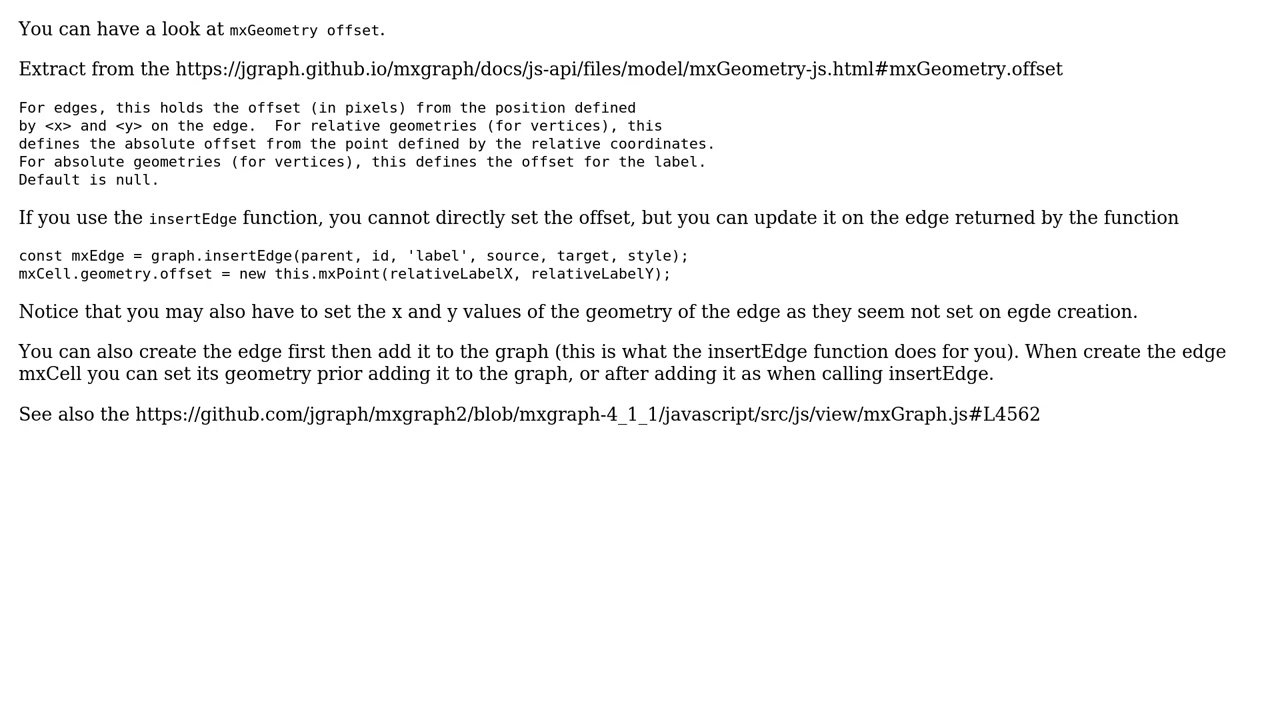 You can have a look at mxGeometry offset.
Extract from the https://jgraph.github.io/mxgraph/docs/js-api/files/model/mxGeometry-js.html#mxGeometry.offset
For edges, this holds the offset (in pixels) from the position defined
by <x> and <y> on the edge.  For relative geometries (for vertices), this
defines the absolute offset from the point defined by the relative coordinates.
For absolute geometries (for vertices), this defines the offset for the label.
Default is null.
If you use the insertEdge function, you cannot directly set the offset, but you can update it on the edge returned by the function
const mxEdge = graph.insertEdge(parent, id, 'label', source, target, style);
mxCell.geometry.offset = new this.mxPoint(relativeLabelX, relativeLabelY);
Notice that you may also have to set the x and y values of the geometry of the edge as they seem not set on egde creation.
You can also create the edge first then add it to the graph (this is what the insertEdge function does for you). When create the edge
mxCell you can set its geometry prior adding it to the graph, or after adding it as when calling insertEdge.
See also the https://github.com/jgraph/mxgraph2/blob/mxgraph-4_1_1/javascript/src/js/view/mxGraph.js#L4562